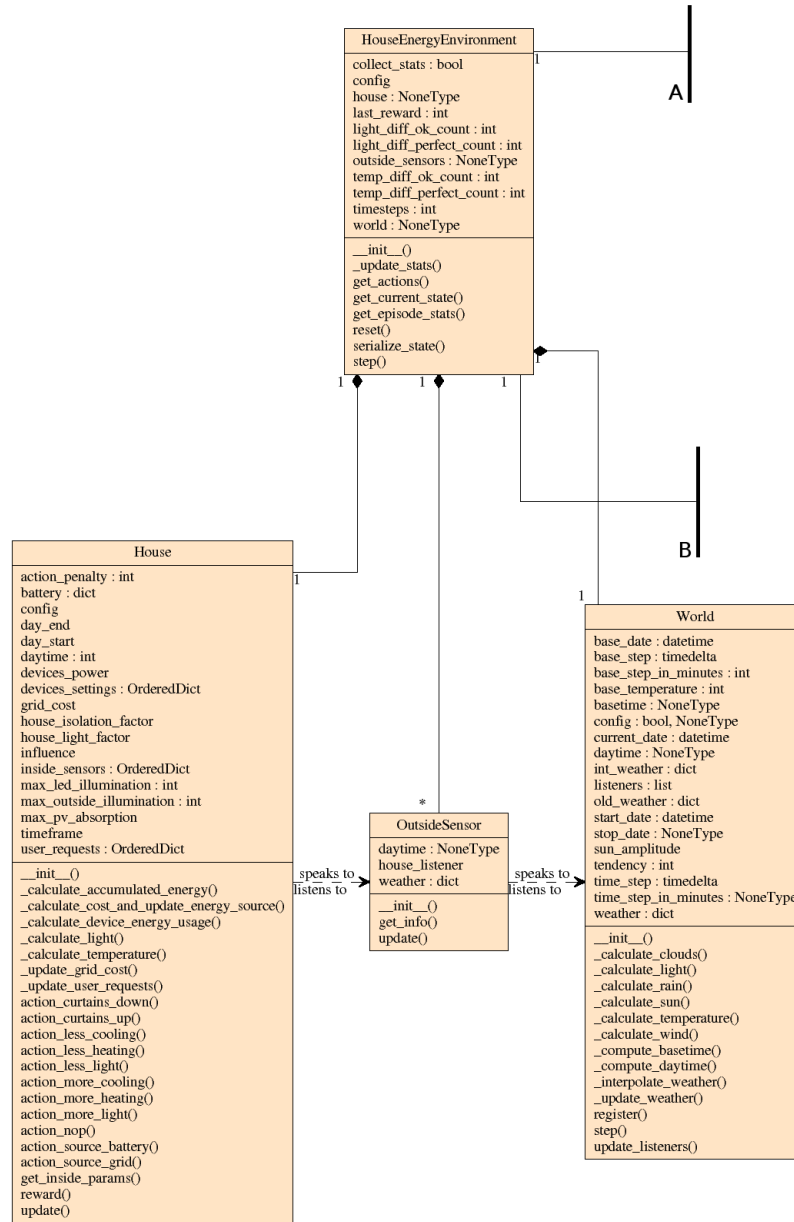 HouseEnergyEnvironment
collect_stats : bool
config
house : NoneType
last_reward : int
light_diff_ok_count : int
light_diff_perfect_count : int
outside_sensors : NoneType
temp_diff_ok_count : int
temp_diff_perfect_count : int
timesteps : int
world : NoneType
__init__()
_update_stats()
get_actions()
get_current_state()
get_episode_stats()
reset()
serialize_state()
step()
1
A
1
1
1
1
B
House
action_penalty : int
battery : dict
config
day_end
day_start
daytime : int
devices_power
devices_settings : OrderedDict
grid_cost
house_isolation_factor
house_light_factor
influence
inside_sensors : OrderedDict
max_led_illumination : int
max_outside_illumination : int
max_pv_absorption
timeframe
user_requests : OrderedDict
__init__()
_calculate_accumulated_energy()
_calculate_cost_and_update_energy_source()
_calculate_device_energy_usage()
_calculate_light()
_calculate_temperature()
_update_grid_cost()
_update_user_requests()
action_curtains_down()
action_curtains_up()
action_less_cooling()
action_less_heating()
action_less_light()
action_more_cooling()
action_more_heating()
action_more_light()
action_nop()
action_source_battery()
action_source_grid()
get_inside_params()
reward()
update()
1
speaks to
listens to
*
OutsideSensor
daytime : NoneType
house_listener
weather : dict
__init__()
get_info()
update()
speaks to
listens to
1
World
base_date : datetime
base_step : timedelta
base_step_in_minutes : int
base_temperature : int
basetime : NoneType
config : bool, NoneType
current_date : datetime
daytime : NoneType
int_weather : dict
listeners : list
old_weather : dict
start_date : datetime
stop_date : NoneType
sun_amplitude
tendency : int
time_step : timedelta
time_step_in_minutes : NoneType
weather : dict
__init__()
_calculate_clouds()
_calculate_light()
_calculate_rain()
_calculate_sun()
_calculate_temperature()
_calculate_wind()
_compute_basetime()
_compute_daytime()
_interpolate_weather()
_update_weather()
register()
step()
update_listeners()